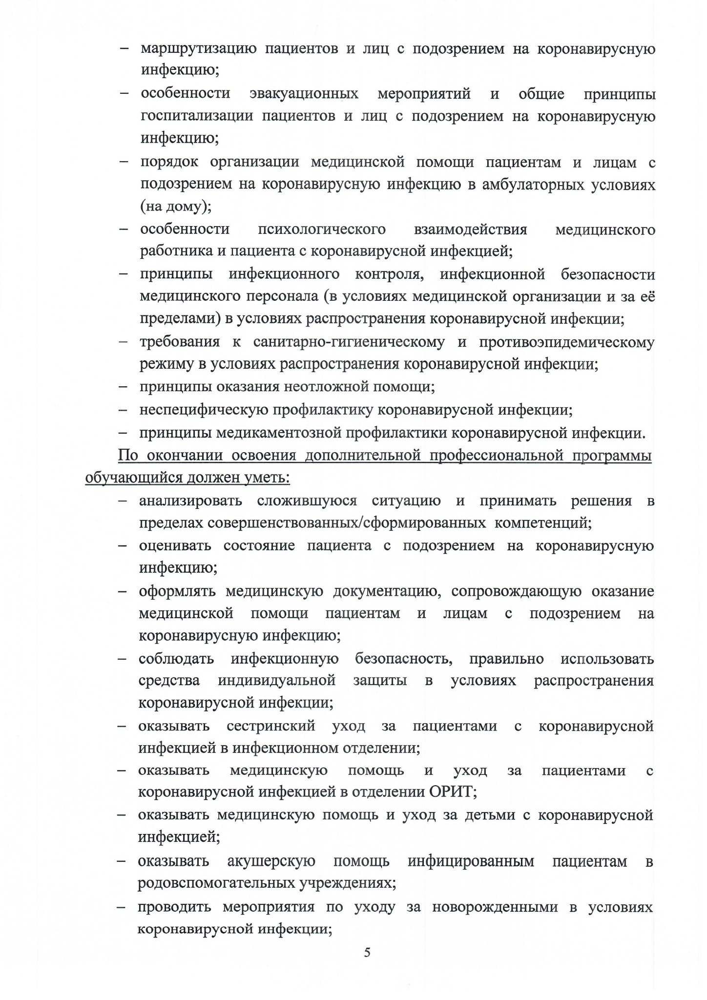 – маршрутизацию пациентов и лиц с подозрением на коронавирусную
инфекцию;
– особенности эвакуационных мероприятий и общие принципы
госпитализации пациентов и лиц с подозрением на коронавирусную
инфекцию;
– порядок организации медицинской помощи пациентам и лицам с
подозрением на коронавирусную инфекцию в амбулаторных условиях
(на дому);
– особенности психологического взаимодействия медицинского
работника и пациента с коронавирусной инфекцией;
– принципы инфекционного контроля, инфекционной безопасности
медицинского персонала (в условиях медицинской организации и за её
пределами) в условиях распространения коронавирусной инфекции;
– требования к санитарно-гигиеническому и противоэпидемическому
режиму в условиях распространения коронавирусной инфекции;
– принципы оказания неотложной помощи;
– неспецифическую профилактику коронавирусной инфекции;
– принципы медикаментозной профилактики коронавирусной инфекции.
По окончании освоения дополнительной профессиональной программы
обучающийся должен уметь:
– анализировать сложившуюся ситуацию и принимать решения в
пределах совершенствованных/сформированных компетенций;
– оценивать состояние пациента с подозрением на коронавирусную
инфекцию;
– оформлять медицинскую документацию, сопровождающую оказание
медицинской помощи пациентам и лицам с подозрением на
коронавирусную инфекцию;
– соблюдать инфекционную безопасность, правильно использовать
средства индивидуальной защиты в условиях распространения
коронавирусной инфекции;
– оказывать сестринский уход за пациентами с коронавирусной
инфекцией в инфекционном отделении;
– оказывать медицинскую помощь и уход за пациентами с
коронавирусной инфекцией в отделении ОРИТ;
– оказывать медицинскую помощь и уход за детьми с коронавирусной
инфекцией;
– оказывать акушерскую помощь инфицированным пациентам в
родовспомогательных учреждениях;
– проводить мероприятия по уходу за новорожденными в условиях
коронавирусной инфекции;
5